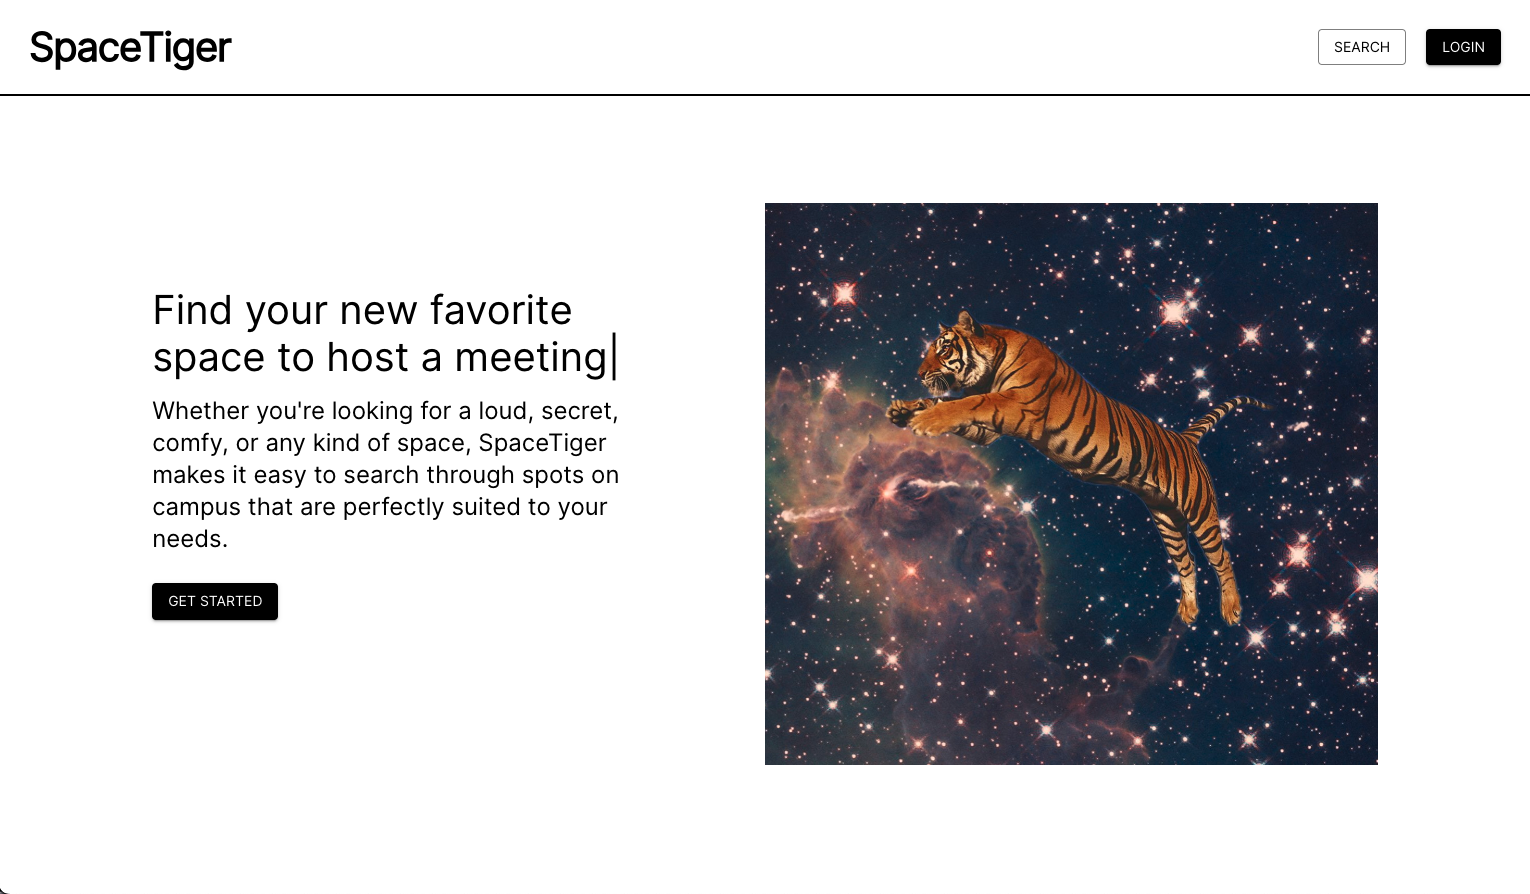 SpaceTiger
SEARCH
LOGIN
Find your new favorite
space to host a meeting|
Whether you're looking for a loud, secret,
comfy, or any kind of space, SpaceTiger
makes it easy to search through spots on
campus that are perfectly suited to your
needs.
GET STARTED